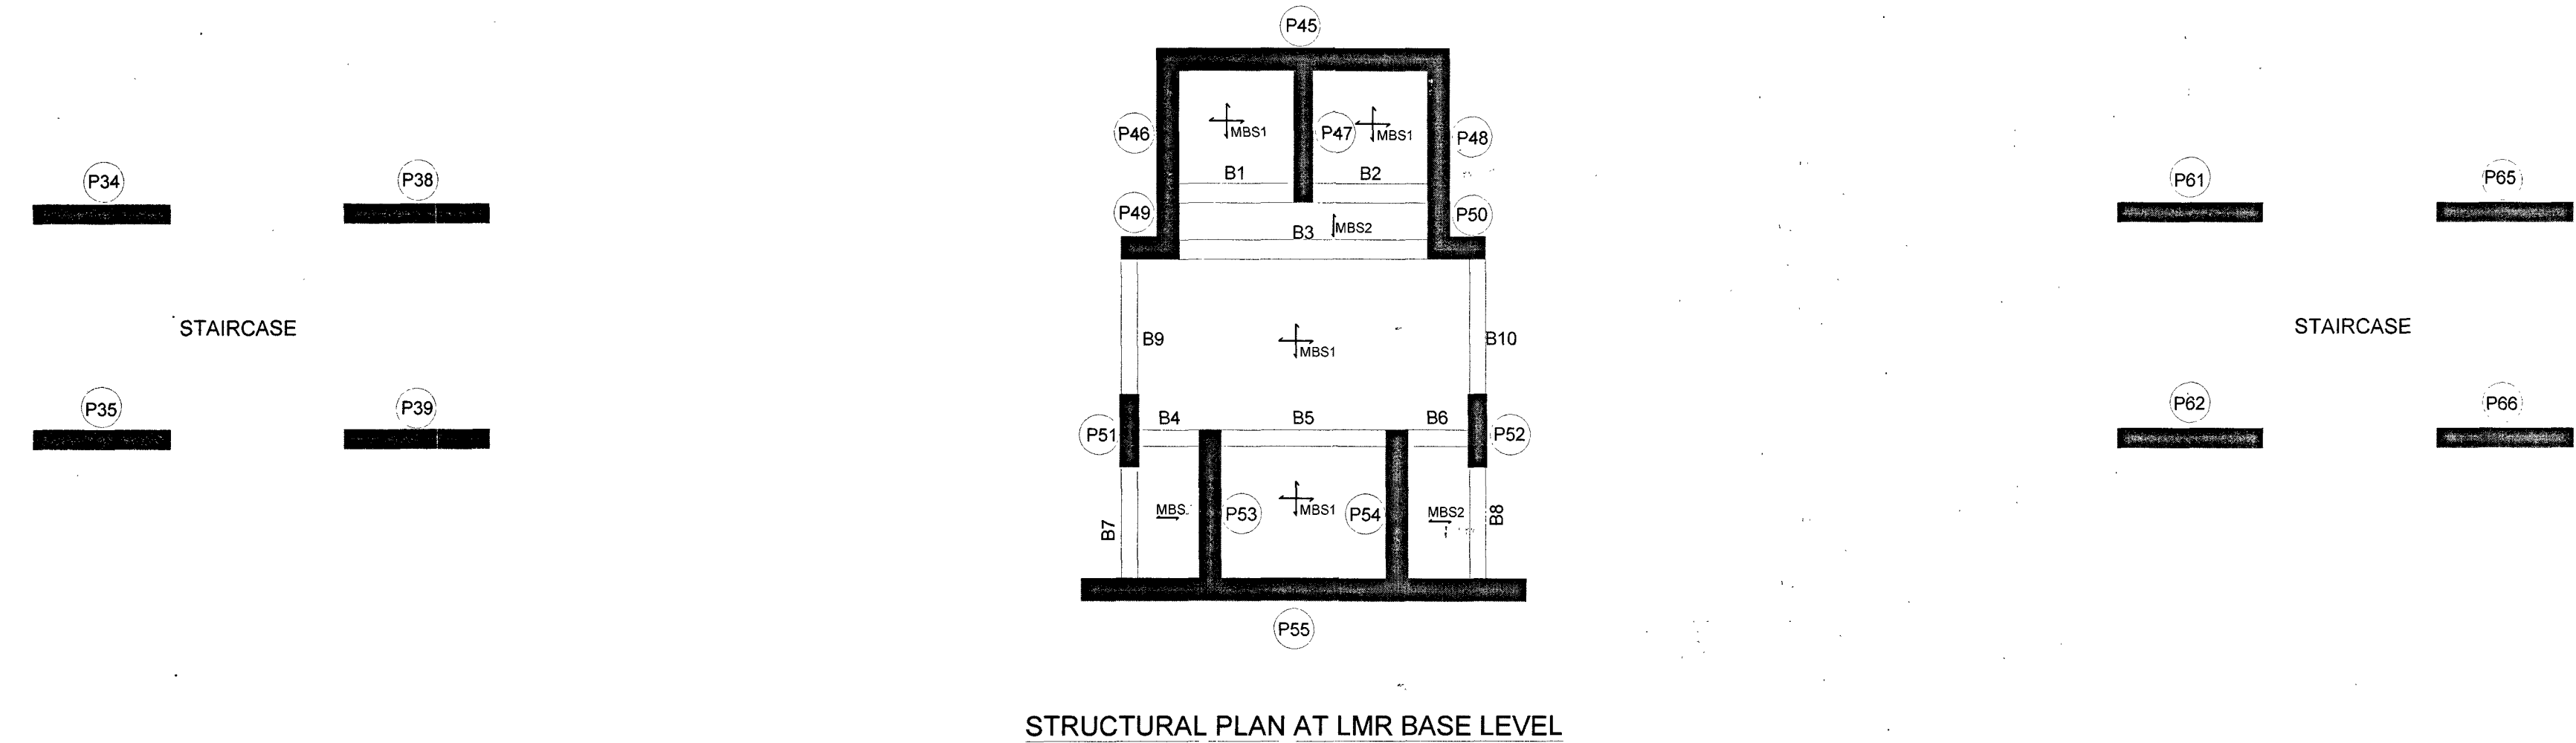 P45
P46
MBS1
P47
MBS1
P48
P34
P38
B1
B2
P61
P65
P49
P50
B3
MBS2
STAIRCASE
STAIRCASE
B9
MBS1
B10
P35
P39
P62
P66
B4
B5
B6
P51
P52
MBS
P53
MBS1
P54
MBS2
B7
B8
P55
STRUCTURAL PLAN AT LMR BASE LEVEL